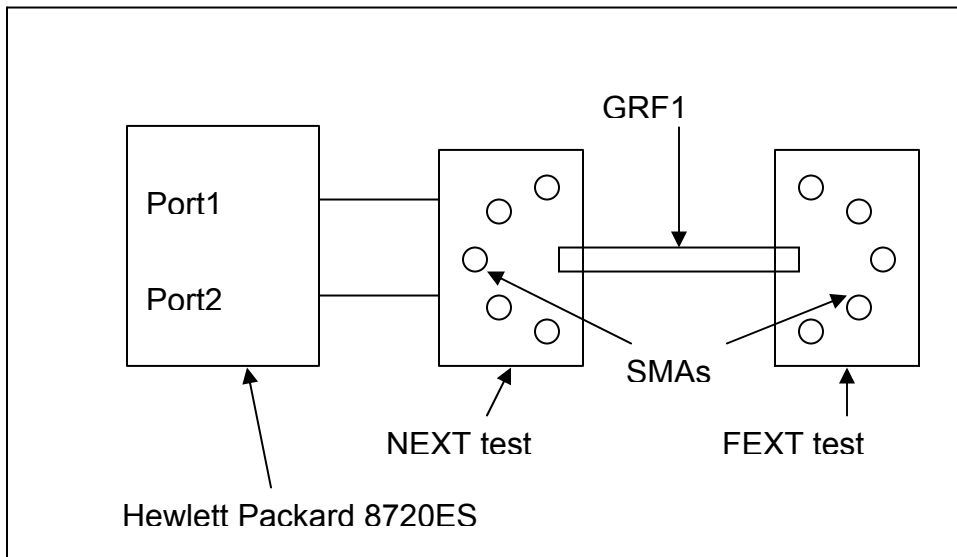 GRF1
Port1
Port2
SMAs
NEXT test
FEXT test
Hewlett Packard 8720ES